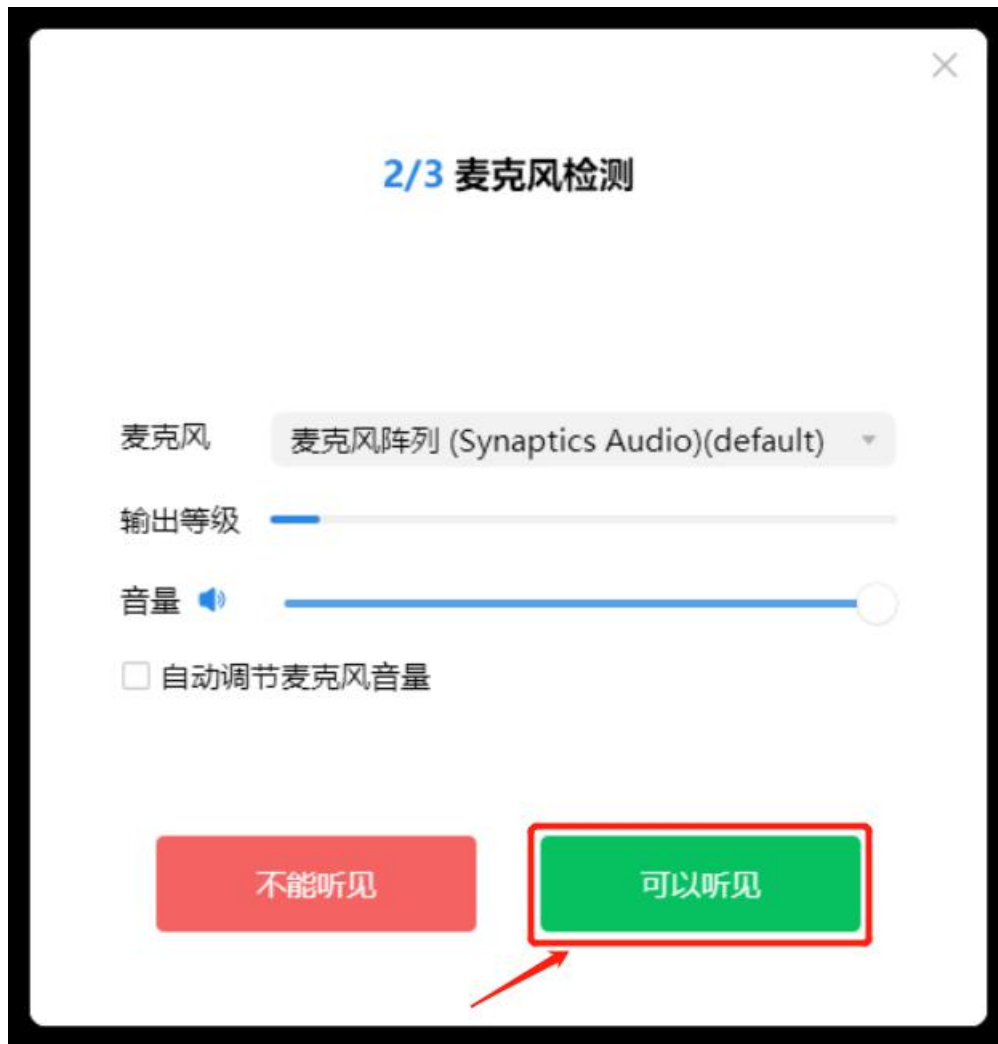 2/3 麦克风检测
麦克风 麦克风阵列 (Synaptics Audio)(default)
输出等级
音量
自动调节麦克风音量
不能听见 可以听见